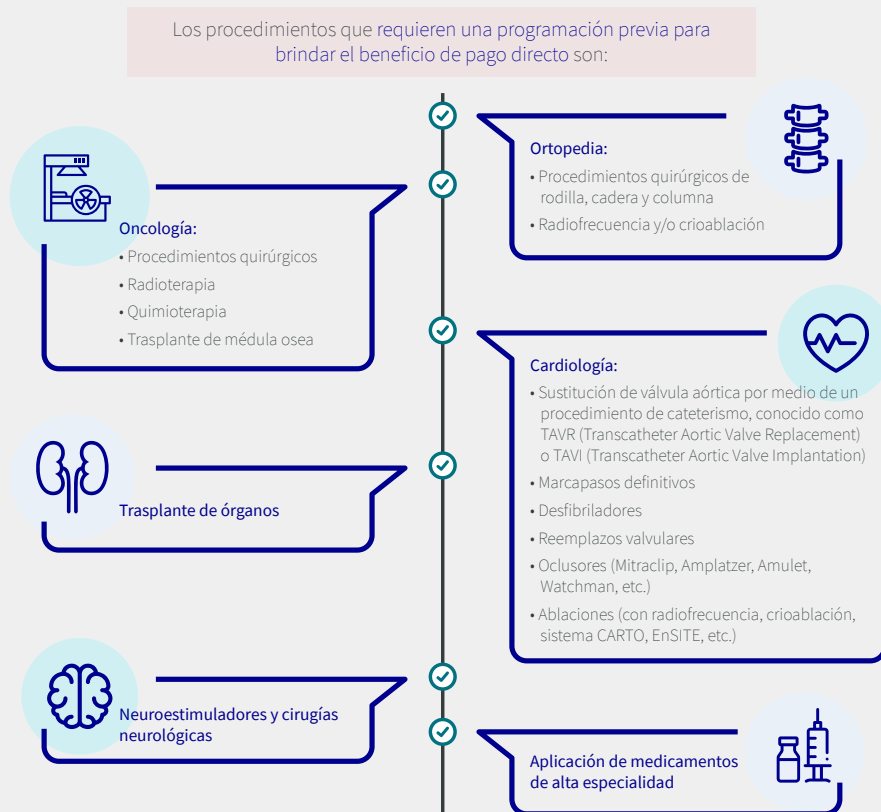 Los procedimientos que requieren una programación previa para
brindar el beneficio de pago directo son:
Ortopedia:
• Procedimientos quirúrgicos de
rodilla, cadera y columna
• Radiofrecuencia y/o crioablación
Oncología:
• Procedimientos quirúrgicos
• Radioterapia
• Quimioterapia
• Trasplante de médula osea
Cardiología:
• Sustitución de válvula aórtica por medio de un
procedimiento de cateterismo, conocido como
TAVR (Transcatheter Aortic Valve Replacement)
o TAVI (Transcatheter Aortic Valve Implantation)
• Marcapasos definitivos
• Desfibriladores
• Reemplazos valvulares
• Oclusores (Mitraclip, Amplatzer, Amulet,
Watchman, etc.)
• Ablaciones (con radiofrecuencia, crioablación,
sistema CARTO, EnSITE, etc.)
Trasplante de órganos
Neuroestimuladores y cirugías
neurológicas
Aplicación de medicamentos
de alta especialidad